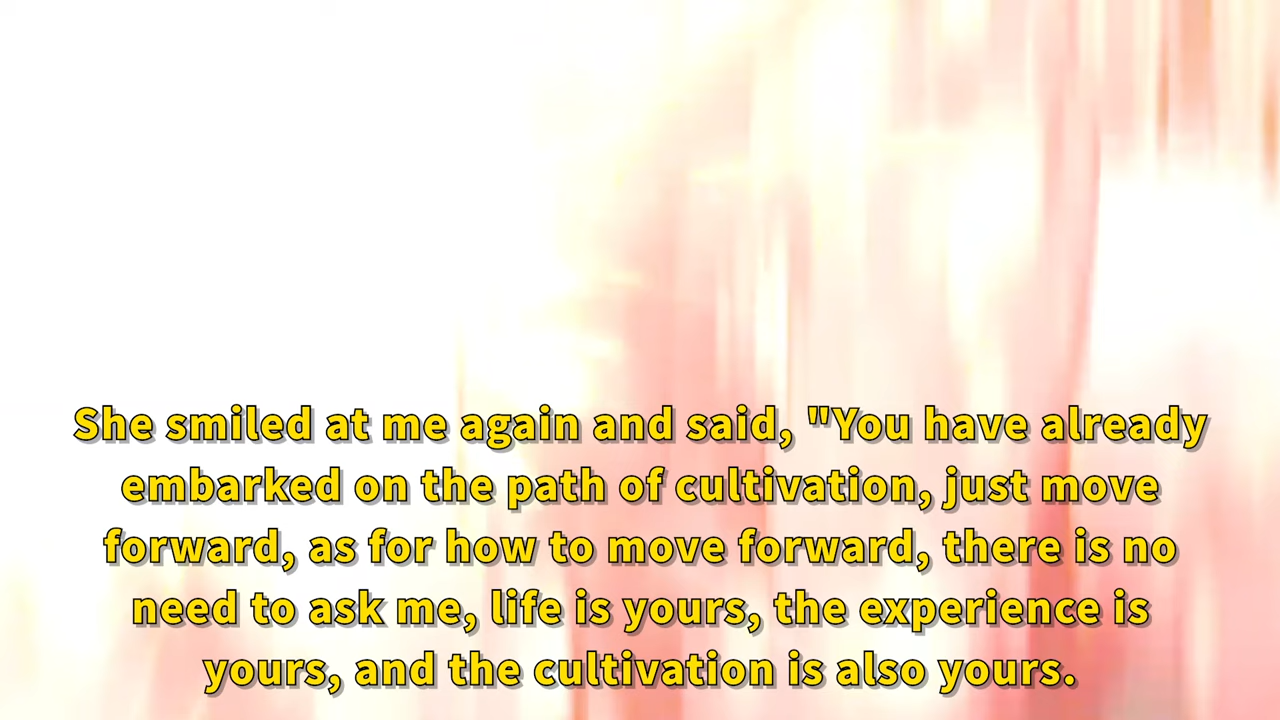 She smiled at me again and said, "You have already
embarked on the path of cultivation, just move
forward, as for how to move forward, there is no
need to ask me, life is yours, the experience is
yours, and the cultivation is also yours.